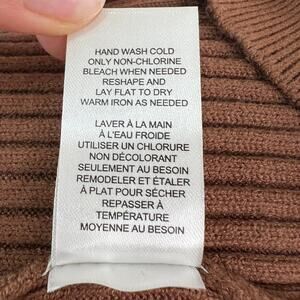 HAND WASH COLD
ONLY NON-CHLORINE
BLEACH WHEN NEEDED
RESHAPE AND
LAY FLAT TO DRY
WARM IRON AS NEEDED
LAVER À LA MAIN
À L'EAU FROIDE
UTILISER UN CHLORURE
NON DÉCOLORANT
SEULEMENT AU BESOIN
REMODELER ET ÉTALER
À PLAT POUR SÉCHER
REPASSER À
TEMPÉRATURE
MOYENNE AU BESOIN